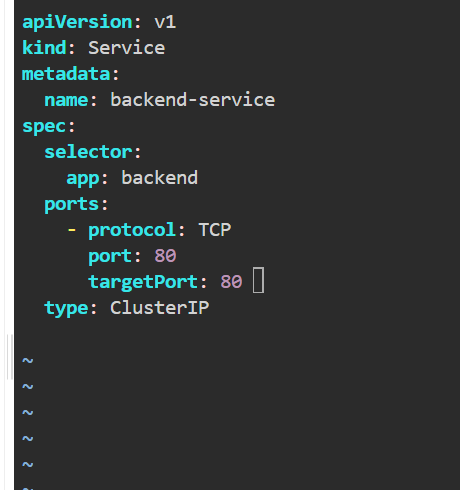 apiVersion: v1
kind: Service
metadata:
  name: backend-service
spec:
  selector:
    app: backend
  ports:
    - protocol: TCP
      port: 80
      targetPort: 80
  type: ClusterIP
~
~
~
~
~
~